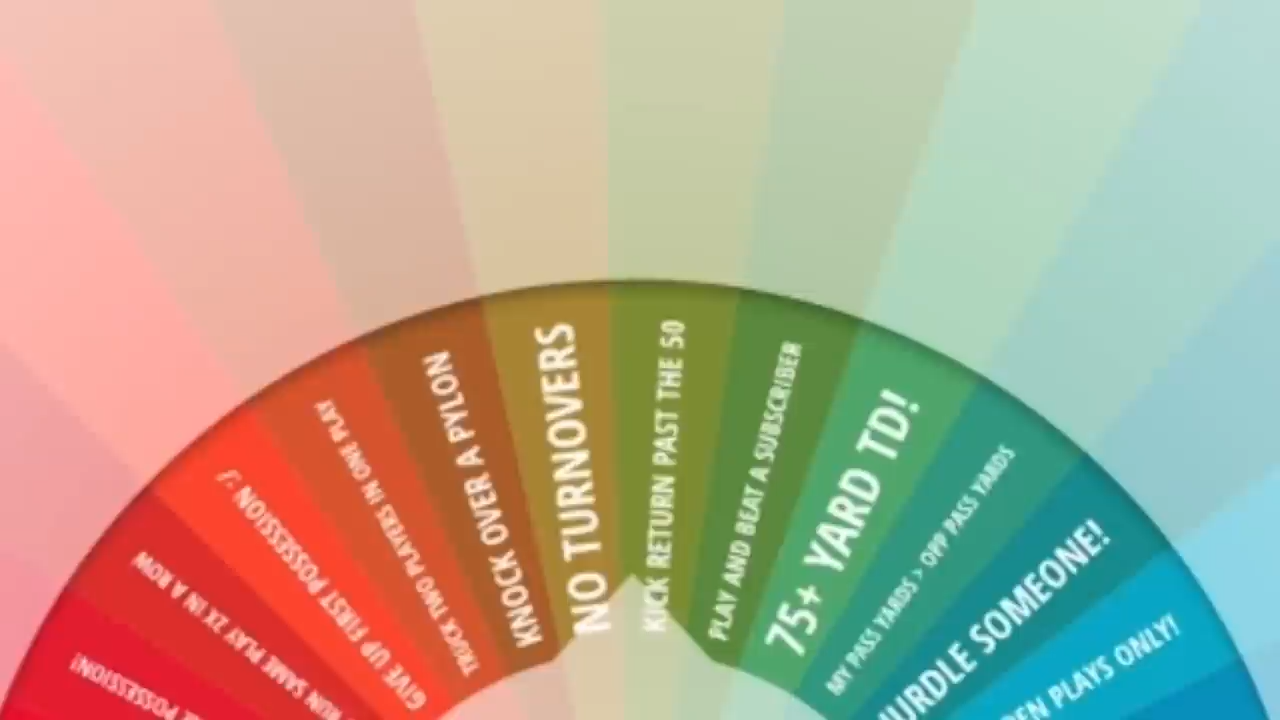 POSSESSION!
RUN SAME PLAY 2X IN A ROW
GIVE UP FIRST POSSESSION :/
TRUCK TWO PLAYERS IN ONE PLAY
KNOCK OVER A PYLON
NO TURNOVERS
KICK RETURN PAST THE 50
PLAY AND BEAT A SUBSCRIBER
75+ YARD TD!
MY PASS YARDS > OPP PASS YARDS
HURDLE SOMEONE!
PLAYS ONLY!